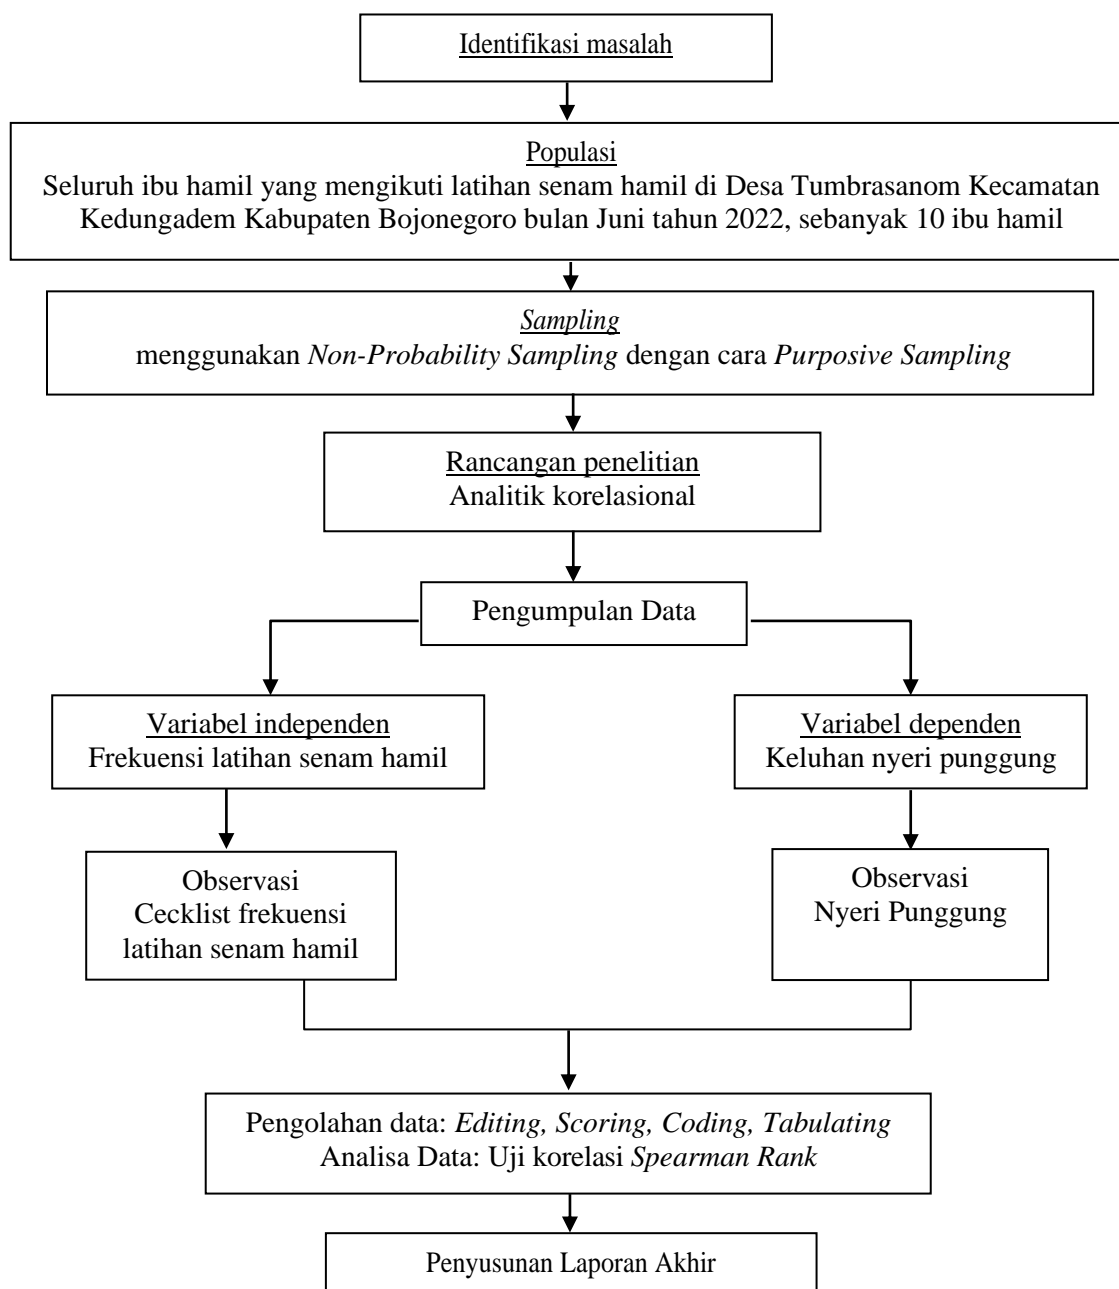 Identifikasi masalah
Populasi
Seluruh ibu hamil yang mengikuti latihan senam hamil di Desa Tumbrasanom Kecamatan
Kedungadem Kabupaten Bojonegoro bulan Juni tahun 2022, sebanyak 10 ibu hamil
Sampling
menggunakan Non-Probability Sampling dengan cara Purposive Sampling
Rancangan penelitian
Analitik korelasional
Pengumpulan Data
Variabel independen
Frekuensi latihan senam hamil
Variabel dependen
Keluhan nyeri punggung
Observasi
Cecklist frekuensi
latihan senam hamil
Observasi
Nyeri Punggung
Pengolahan data: Editing, Scoring, Coding, Tabulating
Analisa Data: Uji korelasi Spearman Rank
Penyusunan Laporan Akhir